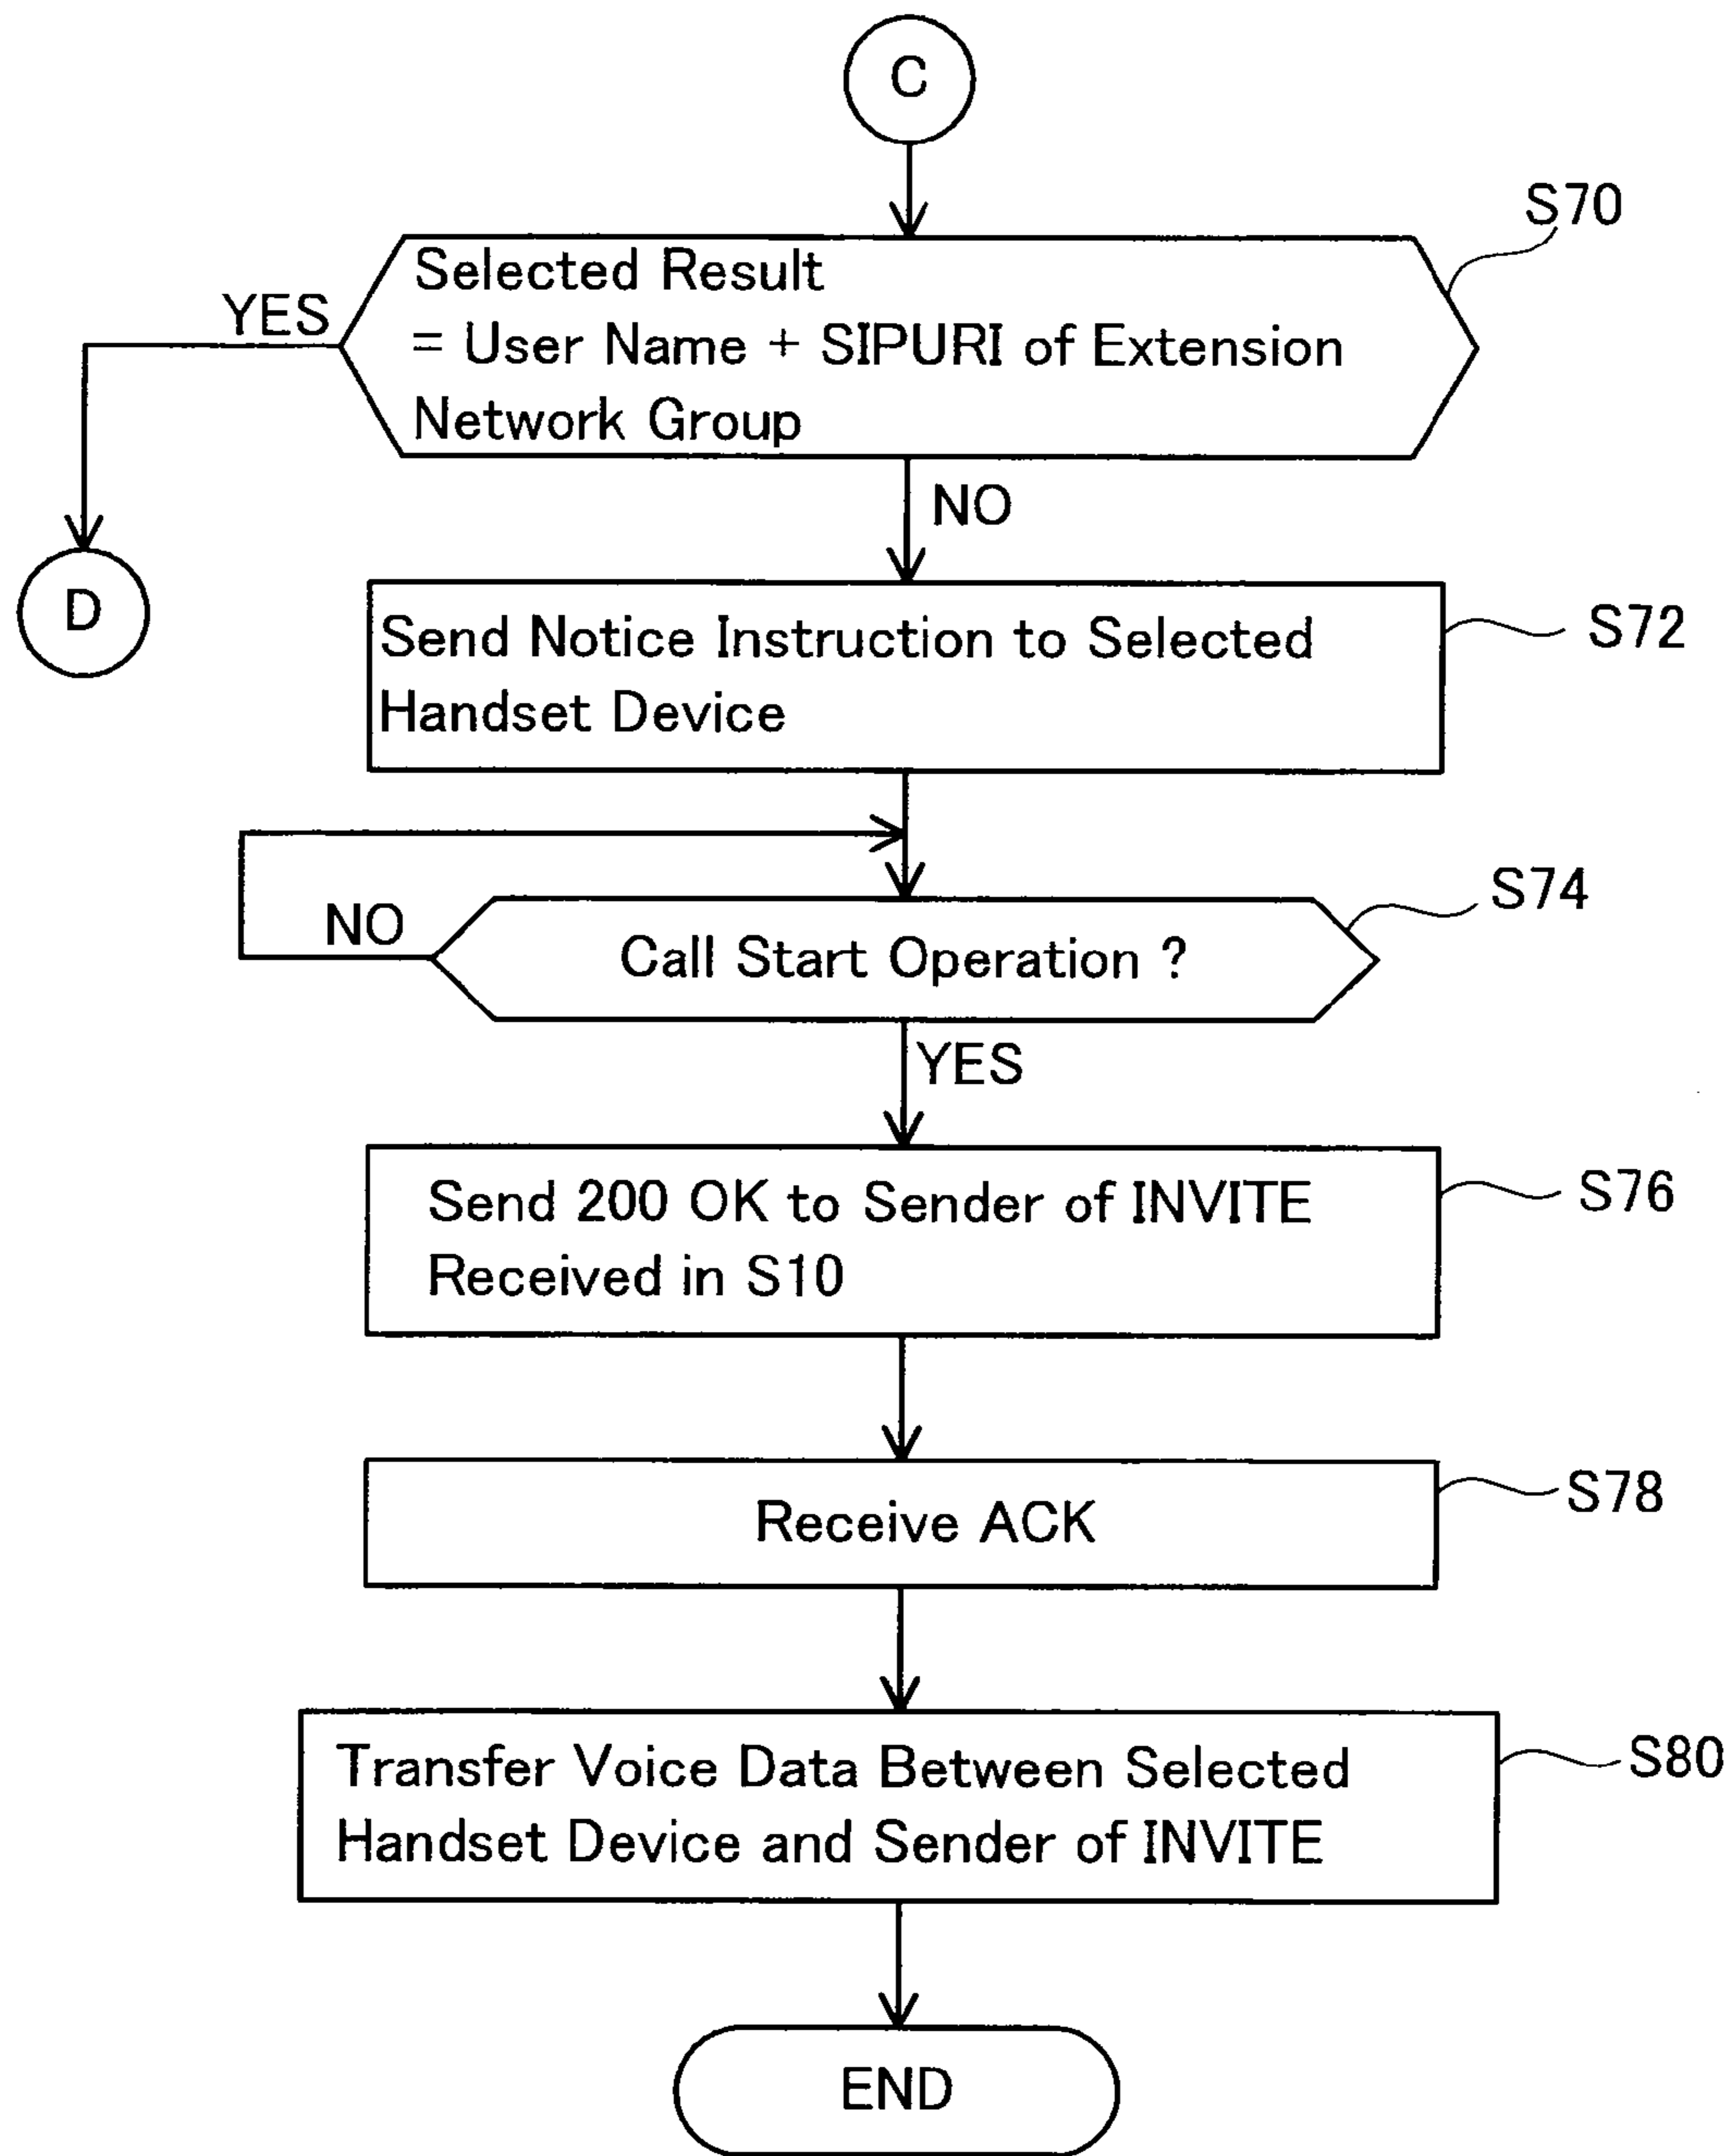 C
S70
Selected Result
= User Name + SIPURI of Extension
Network Group
YES
NO
D
S72
Send Notice Instruction to Selected
Handset Device
S74
NO
Call Start Operation ?
YES
S76
Send 200 OK to Sender of INVITE
Received in S10
S78
Receive ACK
S80
Transfer Voice Data Between Selected
Handset Device and Sender of INVITE
END